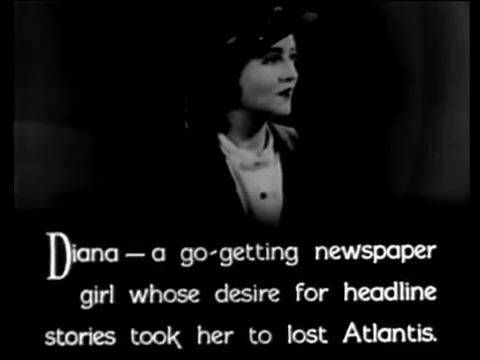 Diana — a go-getting newspaper
girl whose desire for headline
stories took her to lost Atlantis.